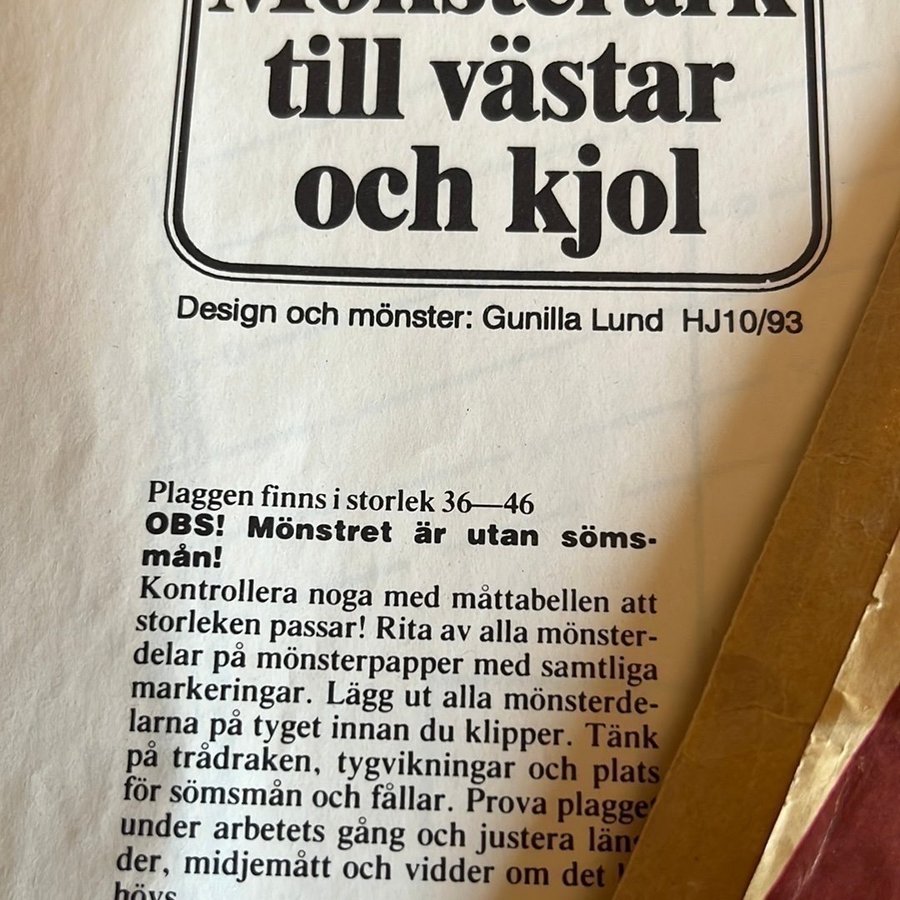 Mönsterark
till västar
och kjol
Design och mönster: Gunilla Lund HJ10/93
Plaggen finns i storlek 36—46
OBS! Mönstret är utan söms-
mån!
Kontrollera noga med måttabellen att
storleken passar! Rita av alla mönster-
delar på mönsterpapper med samtliga
markeringar. Lägg ut alla mönsterde-
larna på tyget innan du klipper. Tänk
på trådraken, tygvikningar och plats
för sömsmån och fållar. Prova plagget
under arbetets gång och justera läng-
der, midjemått och vidder om det
hövs